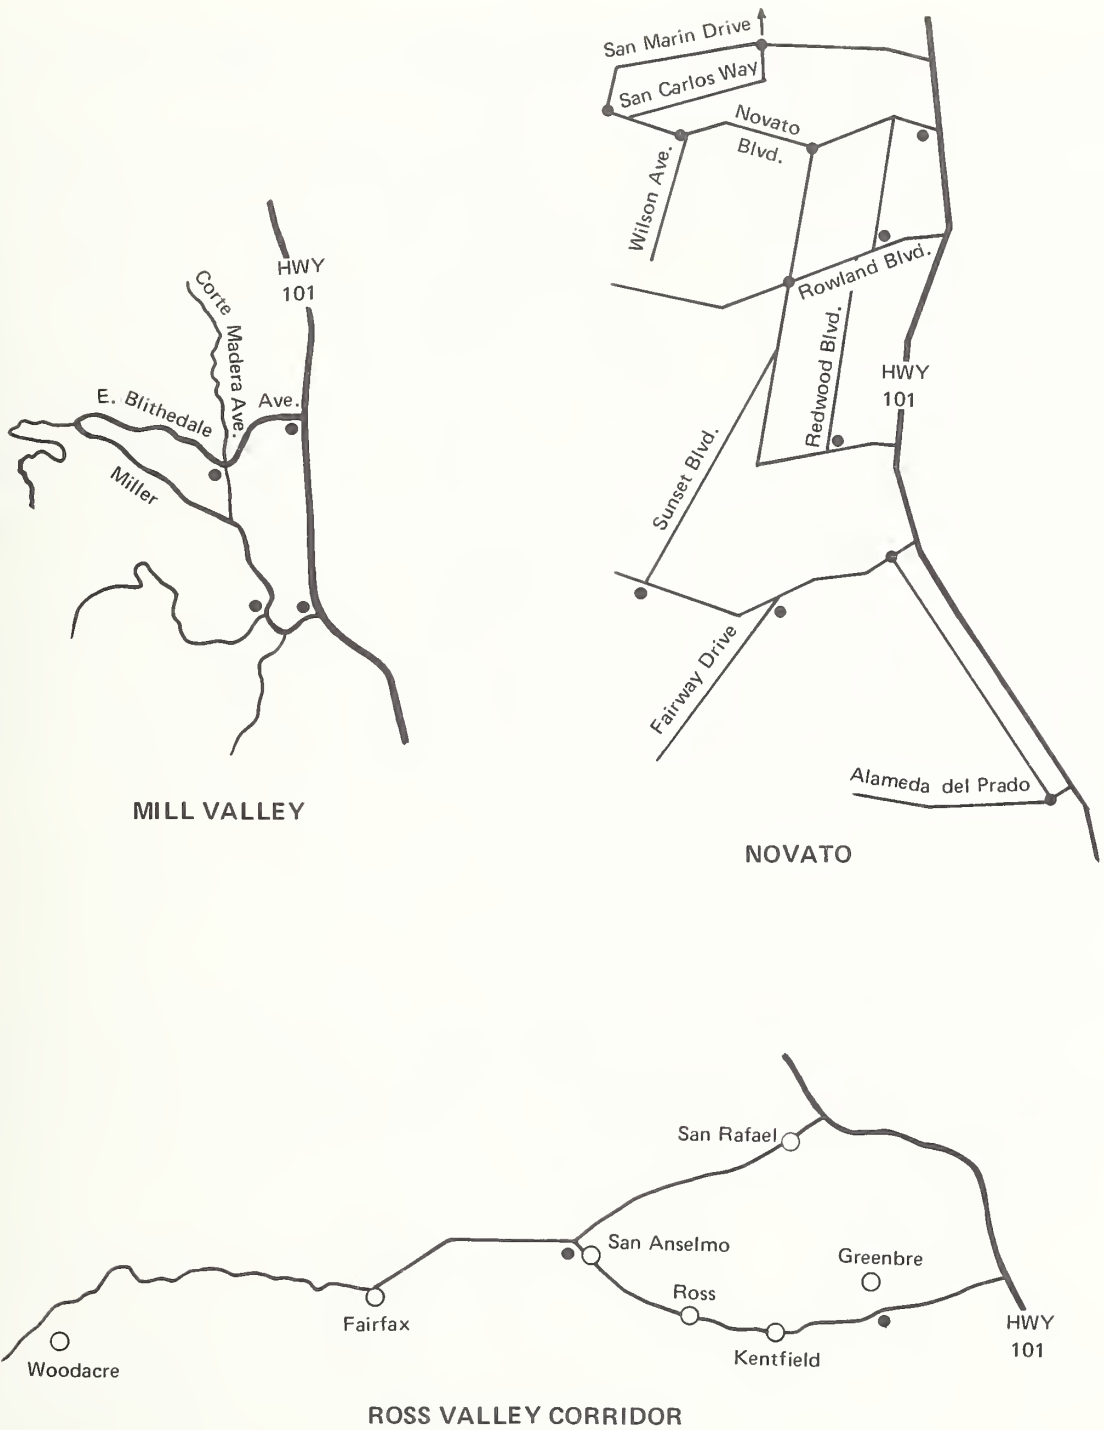 San Marin Drive
San Carlos Way
Novato
Blvd.
Wilson Ave.
Rowland Blvd.
Redwood Blvd.
HWY
101
Sunset Blvd.
Fairway Drive
Alameda del Prado
NOVATO
HWY
101
Corte Madera Ave.
E. Blithedale Ave.
Miller
MILL VALLEY
San Rafael
San Anselmo
Greenbre
Ross
Fairfax
Kentfield
HWY
101
Woodacre
ROSS VALLEY CORRIDOR